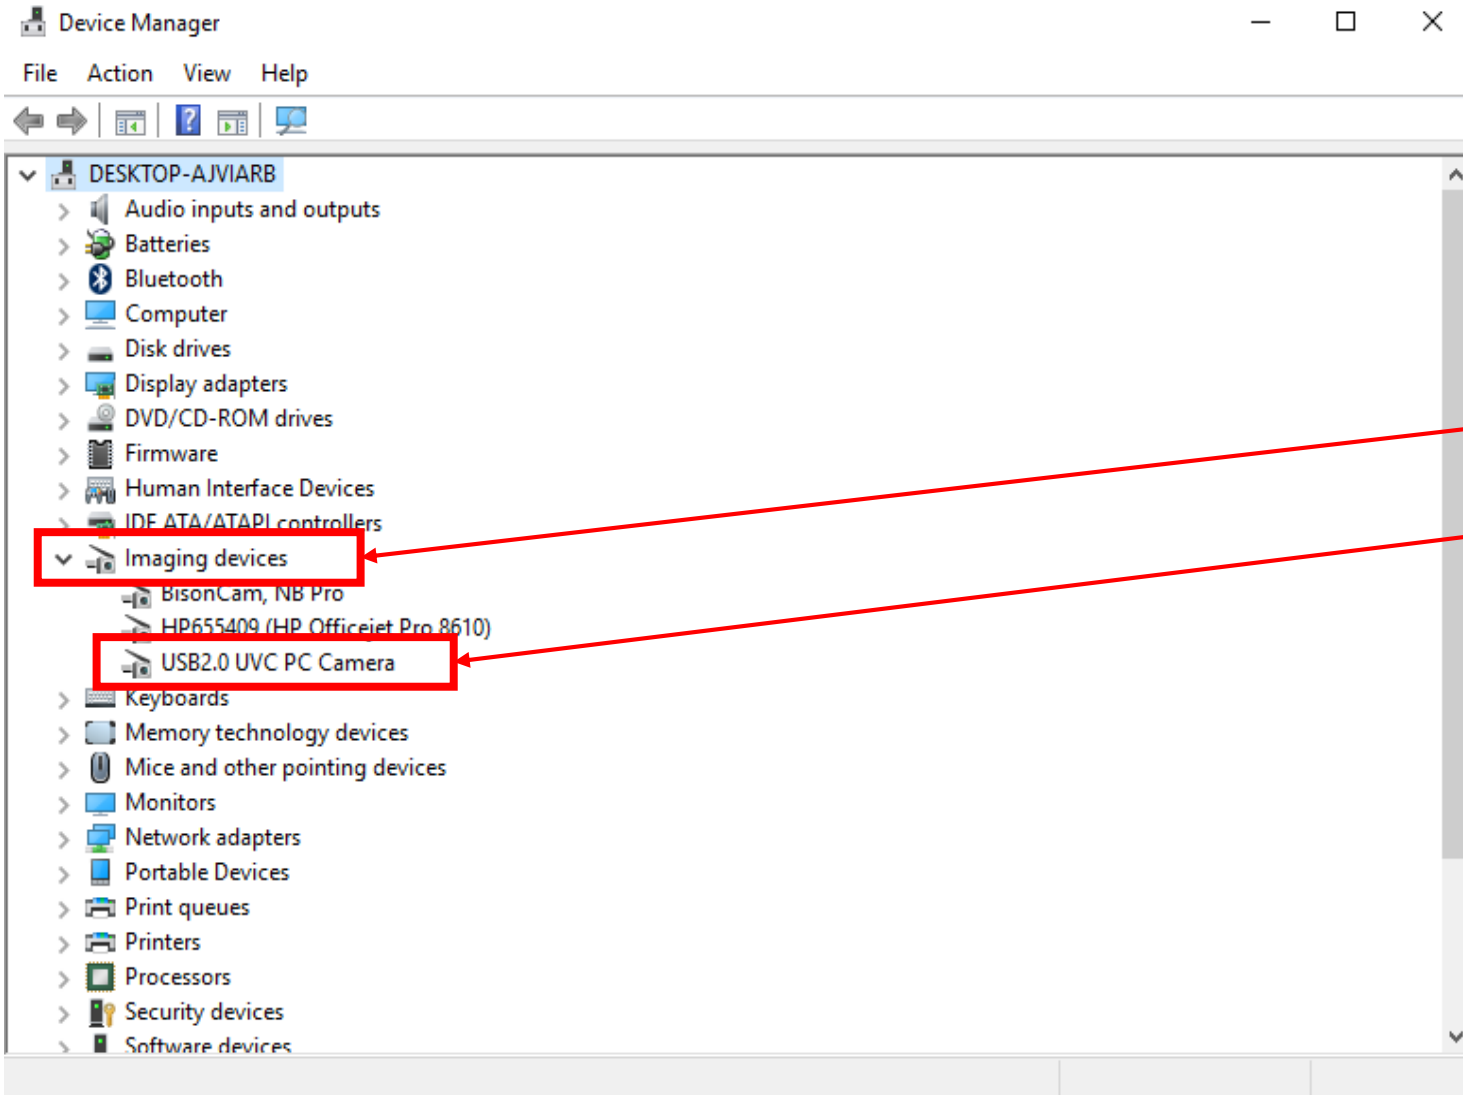 Device Manager
File Action View Help
DESKTOP-AJVIARB
Audio inputs and outputs
Batteries
Bluetooth
Computer
Disk drives
Display adapters
DVD/CD-ROM drives
Firmware
Human Interface Devices
IDE ATA/ATAPI controllers
Imaging devices
BisonCam, NB Pro
HP655409 (HP Officejet Pro 8610)
USB2.0 UVC PC Camera
Keyboards
Memory technology devices
Mice and other pointing devices
Monitors
Network adapters
Portable Devices
Print queues
Printers
Processors
Security devices
Software devices